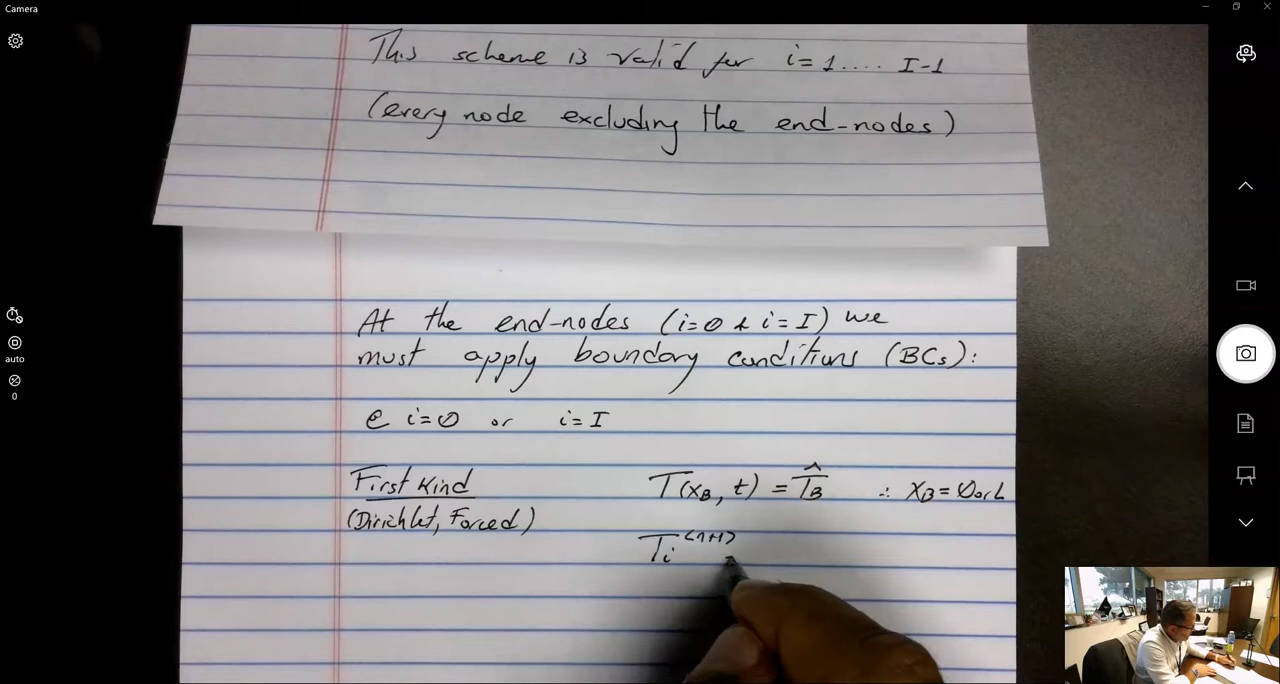 Camera
This scheme is valid for i=1.... I-1
(every node excluding the end-nodes)
At the end-nodes (i=0 & i=I) we
must apply boundary conditions (BCs):
@ i=0 or i=I
First Kind T(x_B, t) = T̂_B ∴ x_B=0 or L
(Dirichlet, Forced)
T_i^<n+1>
auto
0